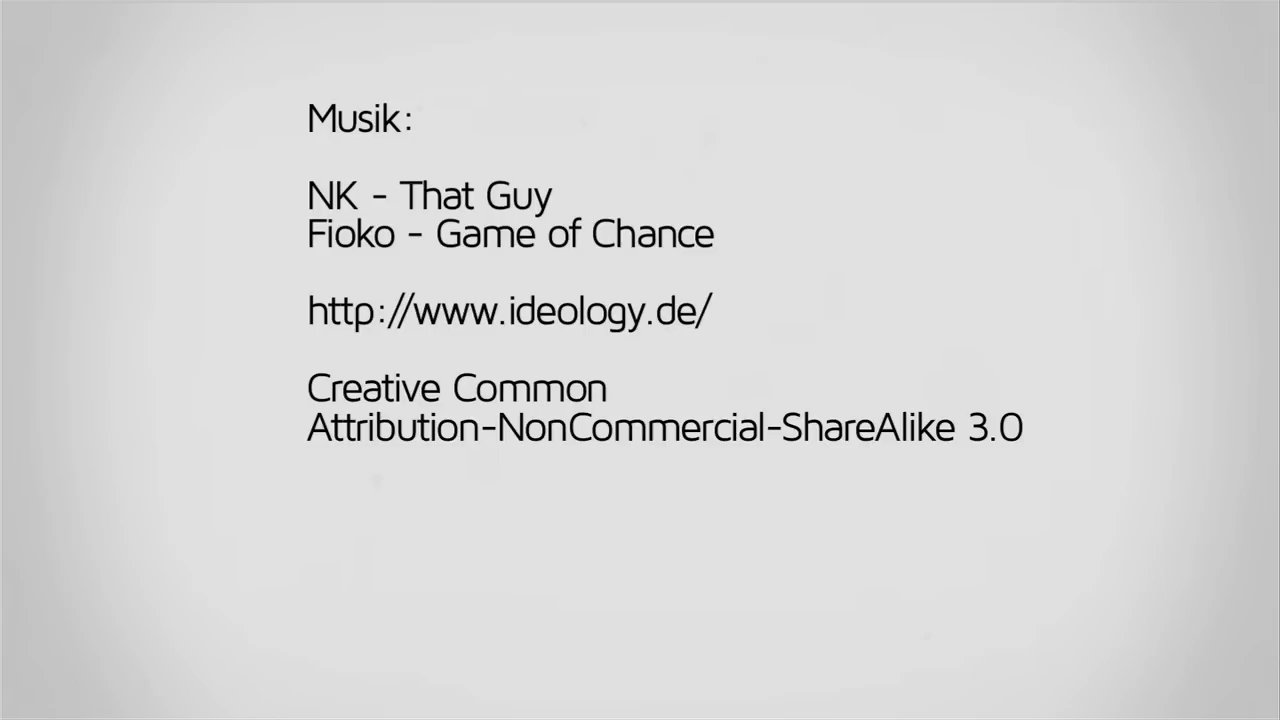 Musik:
NK - That Guy
Fioko - Game of Chance
http://www.ideology.de/
Creative Common
Attribution-NonCommercial-ShareAlike 3.0